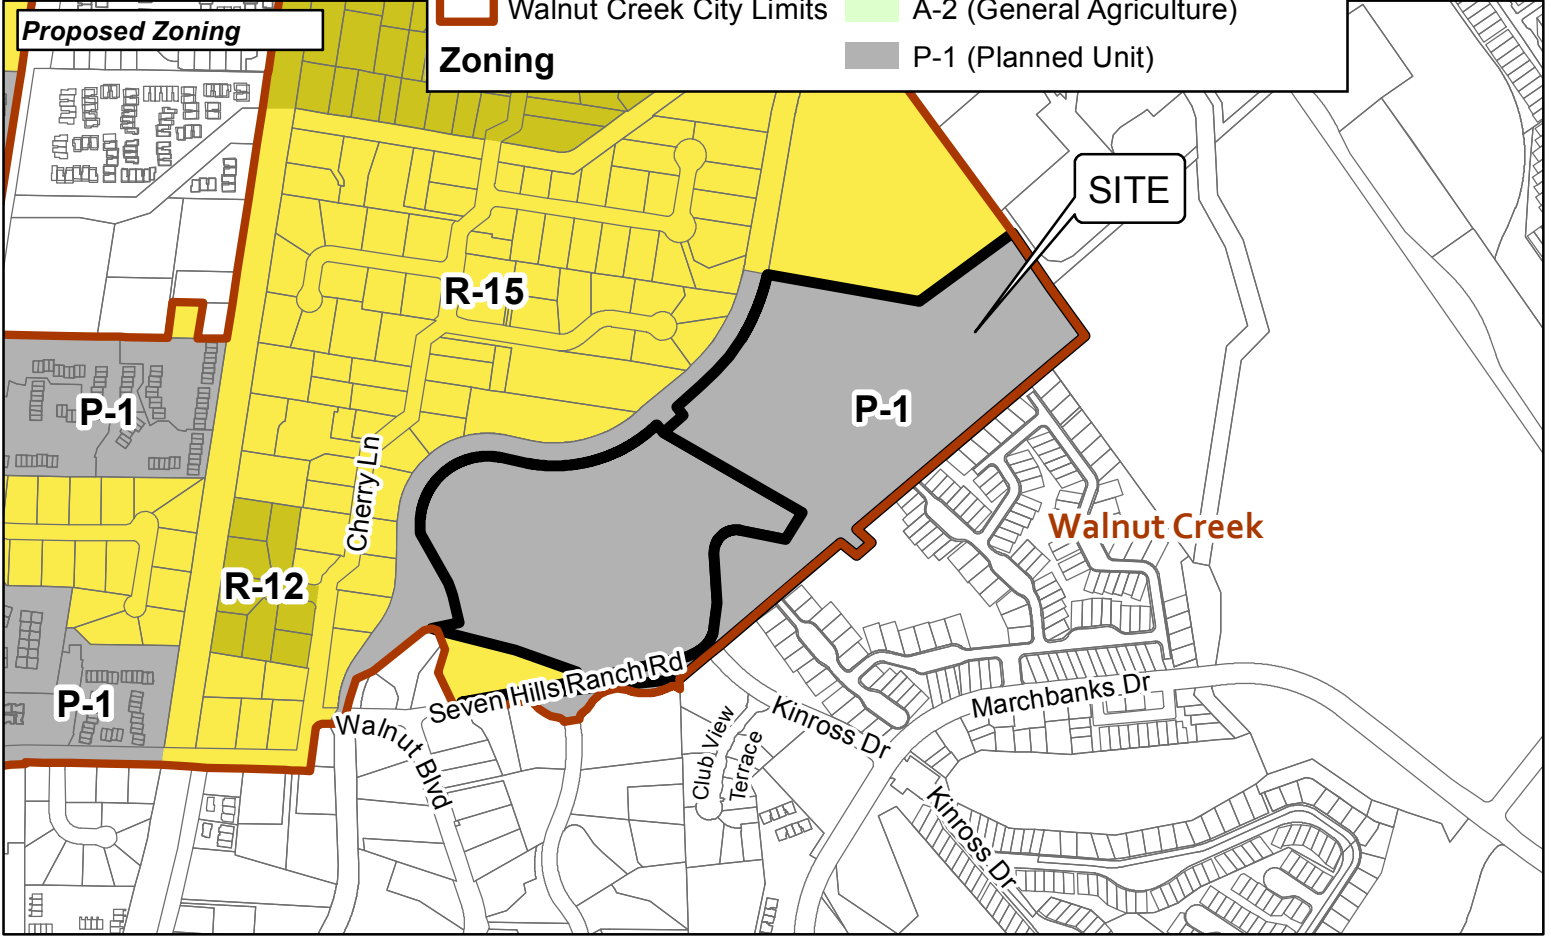 Proposed Zoning
Walnut Creek City Limits
A-2 (General Agriculture)
Zoning
P-1 (Planned Unit)
SITE
R-15
P-1
P-1
Cherry Ln
Walnut Creek
R-12
Seven Hills Ranch Rd
Marchbanks Dr
P-1
Walnut Blvd
Club View
Terrace
Kinross Dr
Kinross Dr